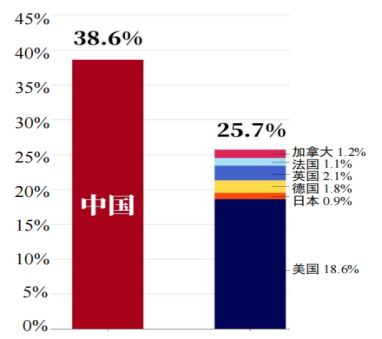 45%
40%
35%
30%
25%
20%
15%
10%
5%
0%
38.6%
中国
25.7%
加拿大 1.2%
法国 1.1%
英国 2.1%
德国 1.8%
日本 0.9%
美国 18.6%